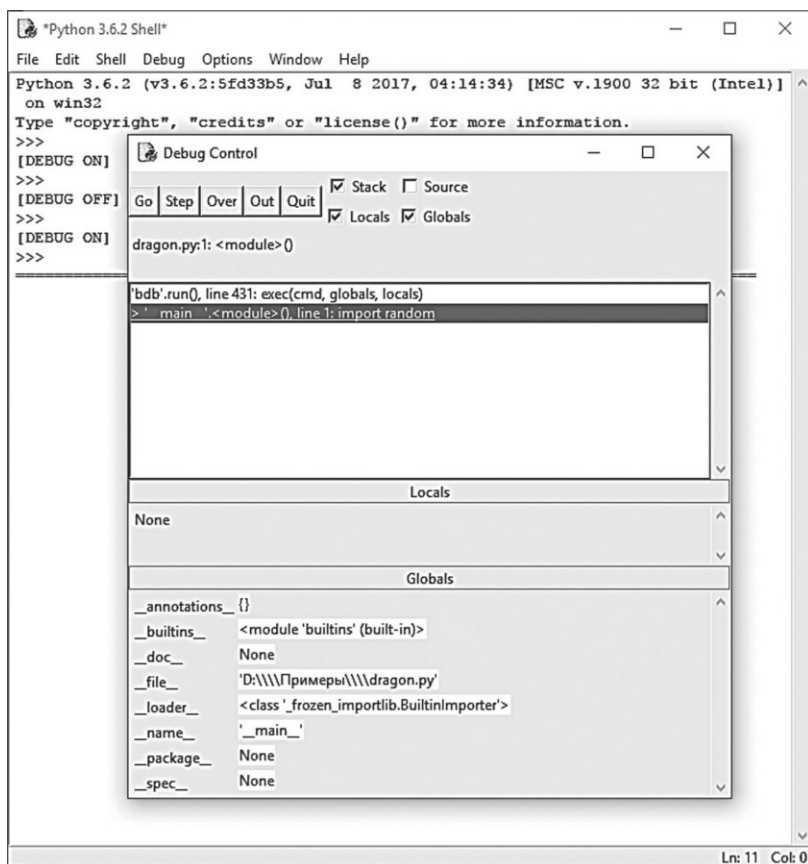 *Python 3.6.2 Shell*
File Edit Shell Debug Options Window Help
Python 3.6.2 (v3.6.2:5fd33b5, Jul  8 2017, 04:14:34) [MSC v.1900 32 bit (Intel)]
on win32
Type "copyright", "credits" or "license()" for more information.
>>>
[DEBUG ON]
>>>
[DEBUG OFF]
>>>
[DEBUG ON]
>>>
Debug Control
Go Step Over Out Quit
Stack Source
Locals Globals
dragon.py:1: <module>()
'bdb'.run(), line 431: exec(cmd, globals, locals)
> '__main__'.<module>(), line 1: import random
Locals
None
Globals
__annotations__ {}
__builtins__ <module 'builtins' (built-in)>
__doc__ None
__file__ 'D:\\\\Примеры\\\\dragon.py'
__loader__ <class '_frozen_importlib.BuiltinImporter'>
__name__ '__main__'
__package__ None
__spec__ None
Ln: 11 Col: 0